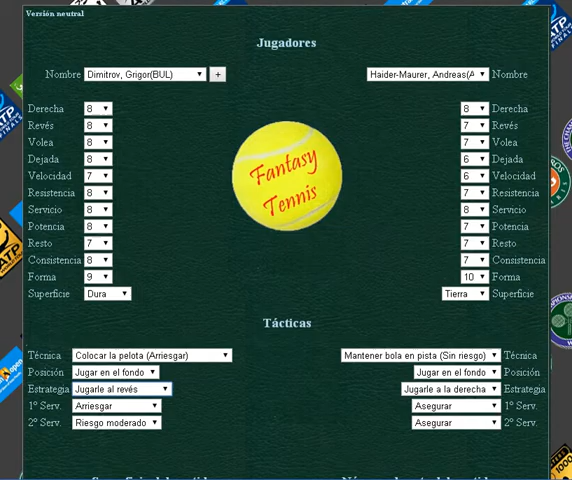 Versión neutral
Jugadores
Nombre Dimitrov, Grigor(BUL) + Haider-Maurer, Andreas(A Nombre
Derecha 8 8 Derecha
Revés 8 7 Revés
Volea 8 7 Volea
Dejada 8 6 Dejada
Velocidad 7 6 Velocidad
Resistencia 8 7 Resistencia
Servicio 8 8 Servicio
Potencia 8 7 Potencia
Resto 7 7 Resto
Consistencia 8 7 Consistencia
Forma 9 10 Forma
Superficie Dura Tierra Superficie
Fantasy
Tennis
Tácticas
Técnica Colocar la pelota (Arriesgar) Mantener bola en pista (Sin riesgo) Técnica
Posición Jugar en el fondo Jugar en el fondo Posición
Estrategia Jugarle al revés Jugarle a la derecha Estrategia
1º Serv. Arriesgar Asegurar 1º Serv.
2º Serv. Riesgo moderado Asegurar 2º Serv.